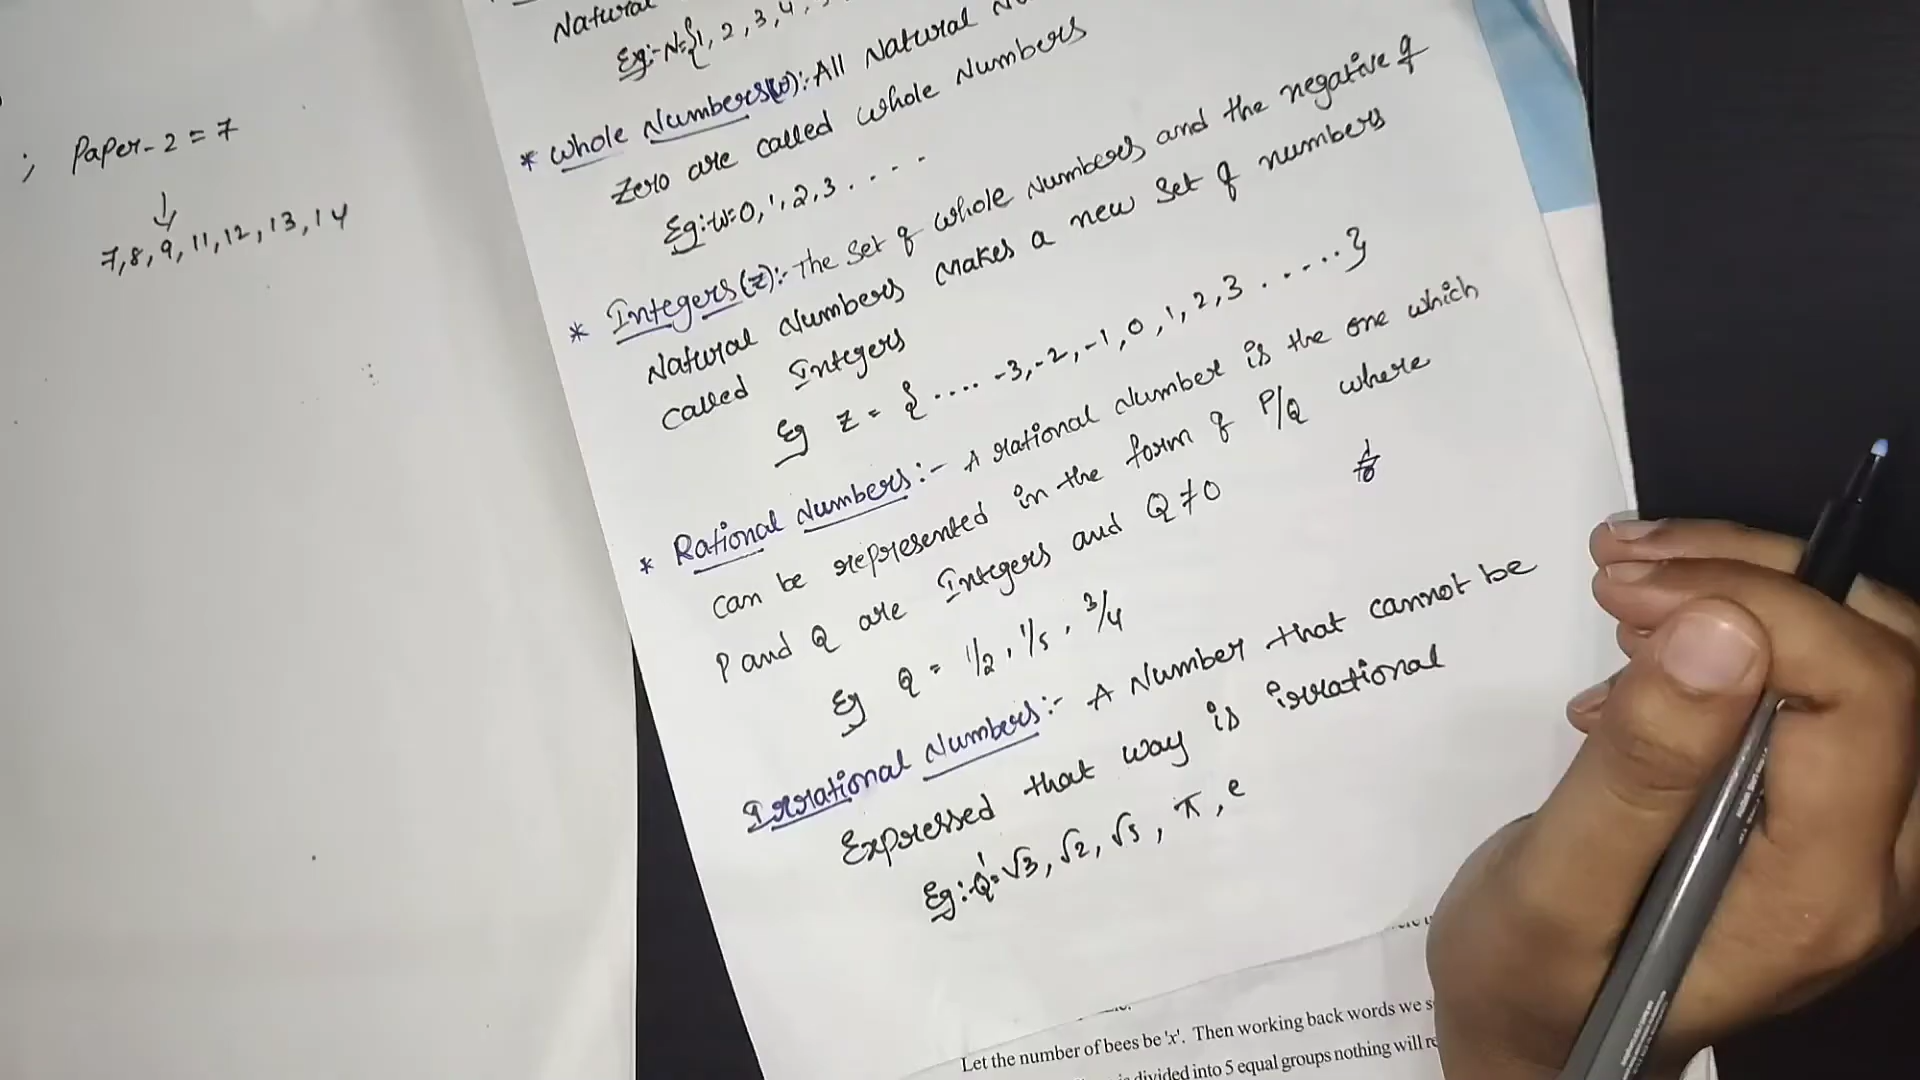 ; Paper-2 = 7
↓
7,8,9,11,12,13,14
Natural
Eg:- N={1, 2, 3, 4,
* Whole Numbers(W):- All Natural
Zero are called Whole Numbers
Eg:- W=0,1,2,3....
* Integers(Z):- The Set of Whole Numbers and the negative of
Natural Numbers Makes a new Set of numbers
called Integers
Eg Z = {.... -3,-2,-1,0,1,2,3.....}
* Rational Numbers:- A rational Number is the one which
can be represented in the form of P/Q where
P and Q are Integers and Q≠0
Eg Q = 1/2, 1/5, 3/4
Irrational Numbers:- A Number that cannot be
Expressed that way is irrational
Eg:- Q'=√3, √2, √5, π, e
Let the number of bees be 'x'. Then working back words we
divided into 5 equal groups nothing will